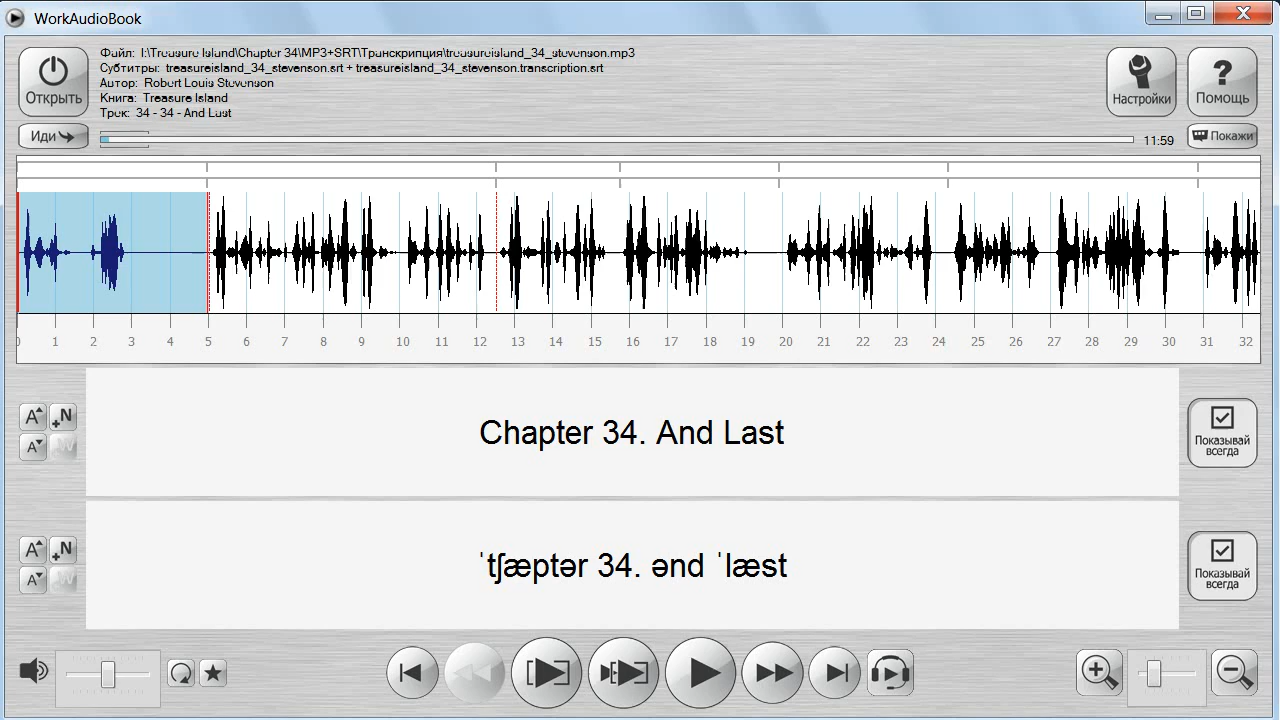 WorkAudioBook
Открыть
Файл: I:\Treasure Island\Chapter 34\MP3+SRT\Транскрипция\treasureisland_34_stevenson.mp3
Субтитры: treasureisland_34_stevenson.srt + treasureisland_34_stevenson.transcription.srt
Автор: Robert Louis Stevenson
Книга: Treasure Island
Трек: 34 - 34 - And Last
Настройки
? Помощь
Иди
11:59
Покажи
0 1 2 3 4 5 6 7 8 9 10 11 12 13 14 15 16 17 18 19 20 21 22 23 24 25 26 27 28 29 30 31 32
A +N
A W
Chapter 34. And Last
Показывай
всегда
A +N
A W
ˈtʃæptər 34. ənd ˈlæst
Показывай
всегда